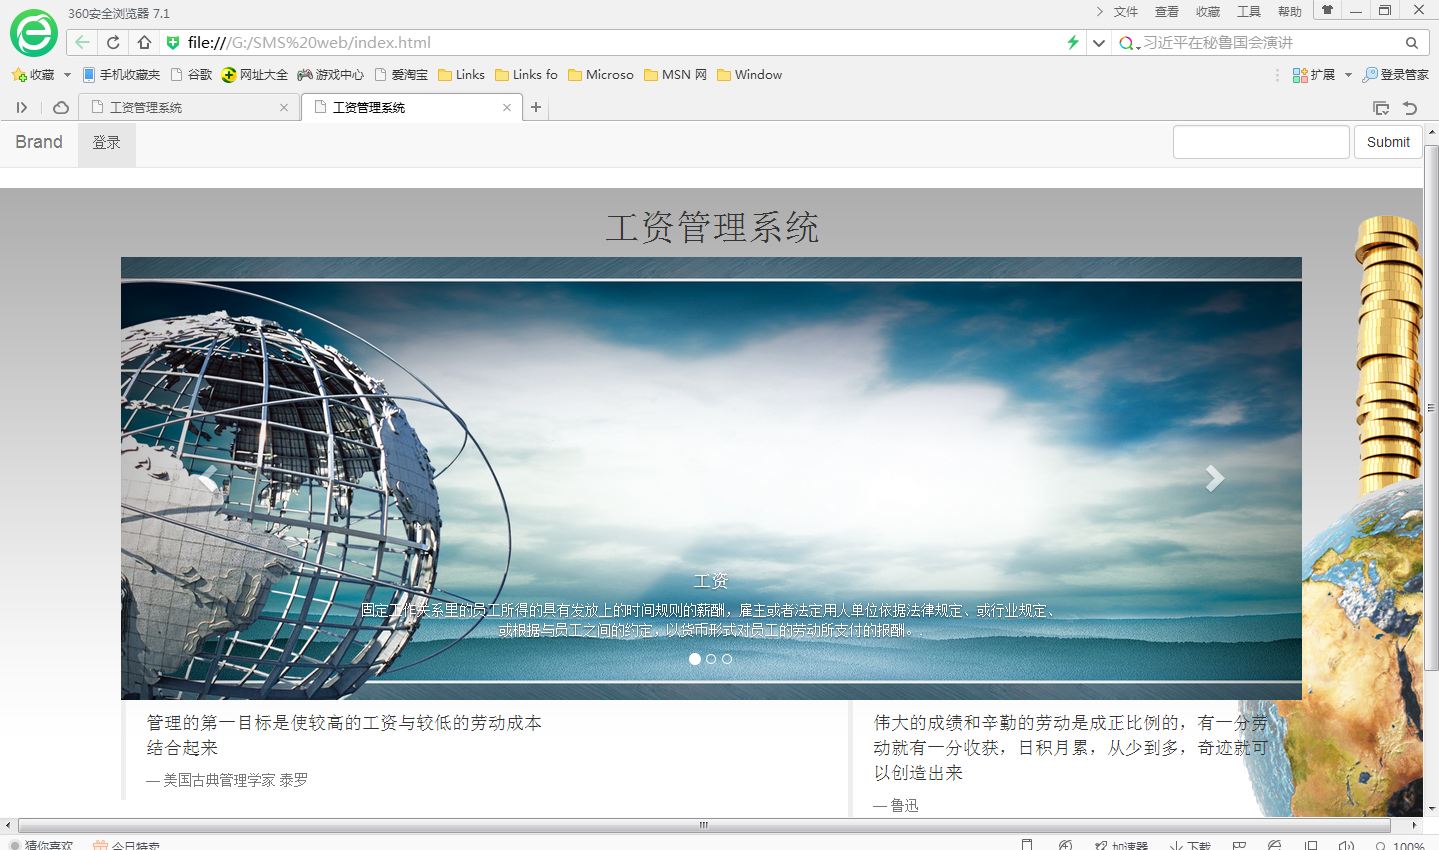 360安全浏览器 7.1
文件 查看 收藏 工具 帮助
file:///G:/SMS%20web/index.html
习近平在秘鲁国会演讲
收藏 手机收藏夹 谷歌 网址大全 游戏中心 爱淘宝 Links Links fo Microso MSN 网 Window
扩展 登录管家
工资管理系统
工资管理系统
Brand 登录
Submit
工资管理系统
工资
固定工作关系里的员工所得的具有发放上的时间规则的薪酬，雇主或者法定用人单位依据法律规定、或行业规定、
或根据与员工之间的约定，以货币形式对员工的劳动所支付的报酬。.
管理的第一目标是使较高的工资与较低的劳动成本
结合起来
— 美国古典管理学家 泰罗
伟大的成绩和辛勤的劳动是成正比例的，有一分劳
动就有一分收获，日积月累，从少到多，奇迹就可
以创造出来
— 鲁迅
猜你喜欢 今日特卖
加速器 下载 100%